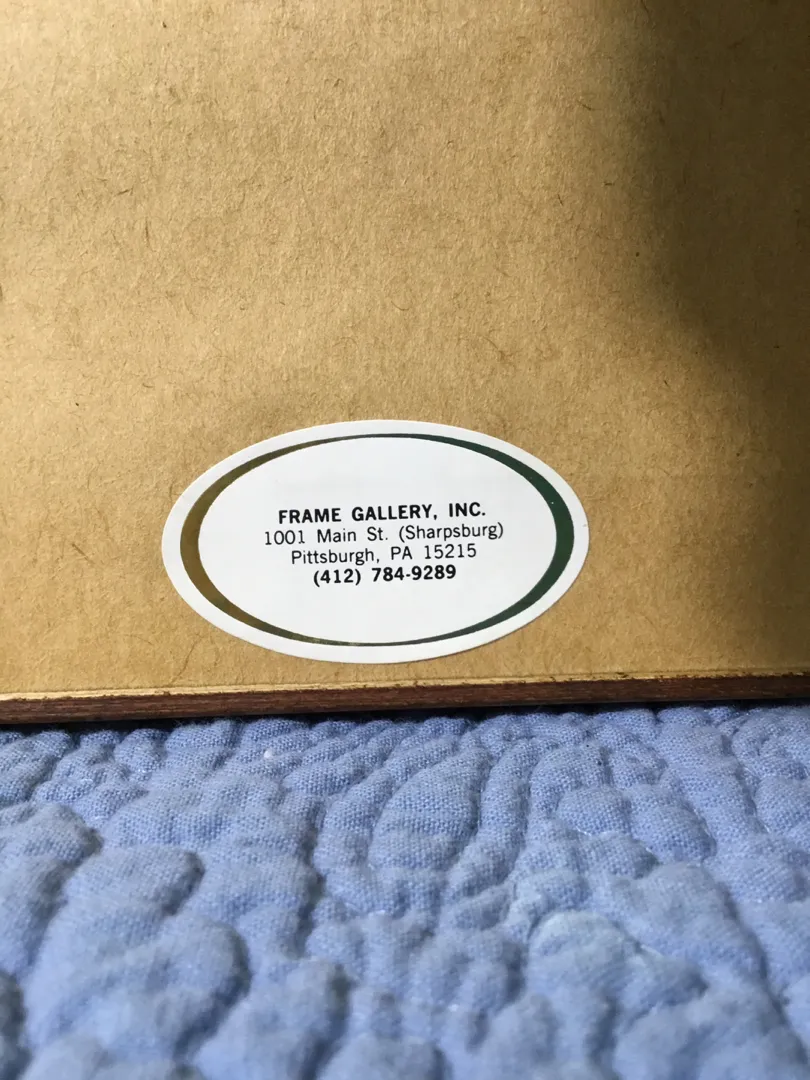 FRAME GALLERY, INC.
1001 Main St. (Sharpsburg)
Pittsburgh, PA 15215
(412) 784-9289